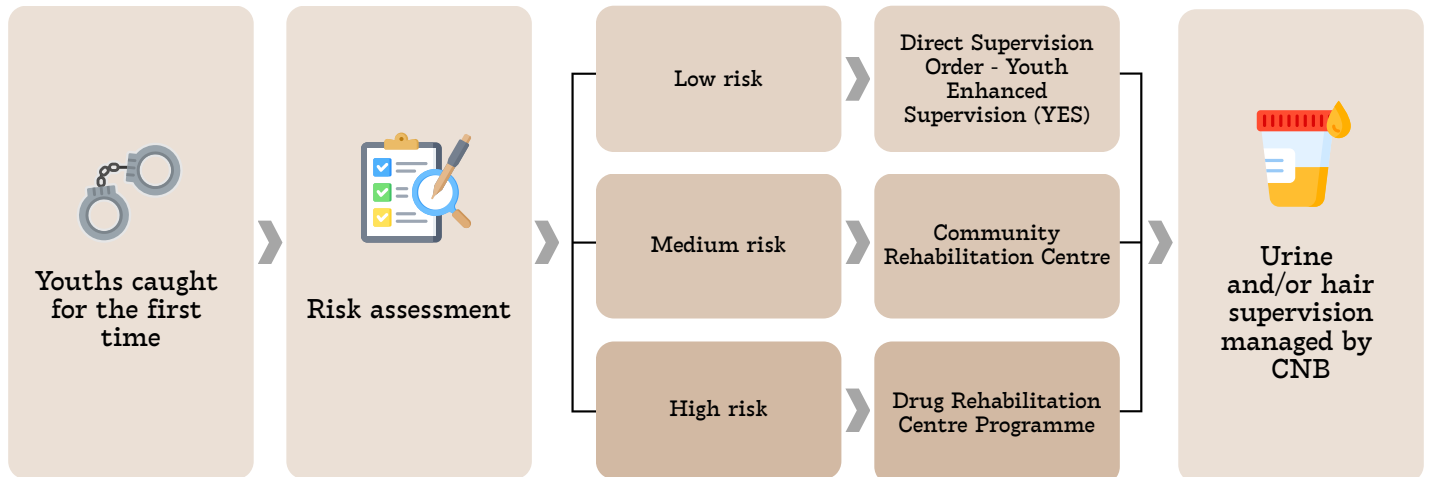 Youths caught
for the first
time
Risk assessment
Low risk
Direct Supervision
Order - Youth
Enhanced
Supervision (YES)
Medium risk
Community
Rehabilitation Centre
High risk
Drug Rehabilitation
Centre Programme
Urine
and/or hair
supervision
managed by
CNB